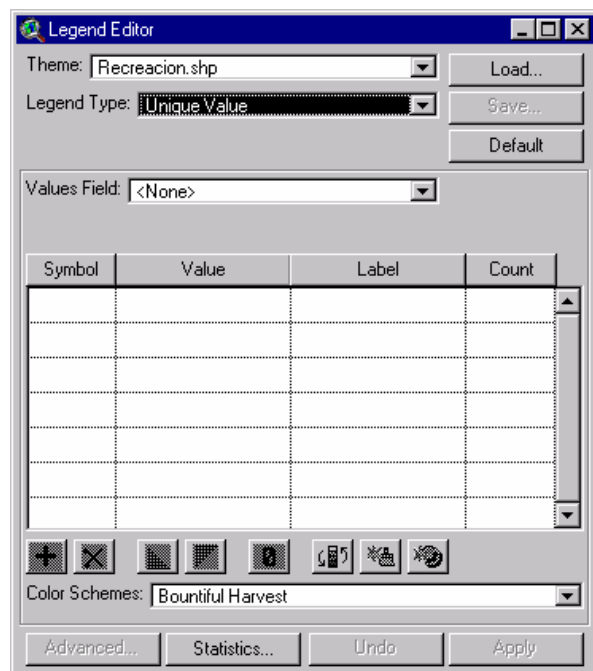 Legend Editor
Theme: Recreacion.shp
Load...
Legend Type: Unique Value
Save...
Default
Values Field: <None>
Symbol Value Label Count
Color Schemes: Bountiful Harvest
Advanced... Statistics... Undo Apply